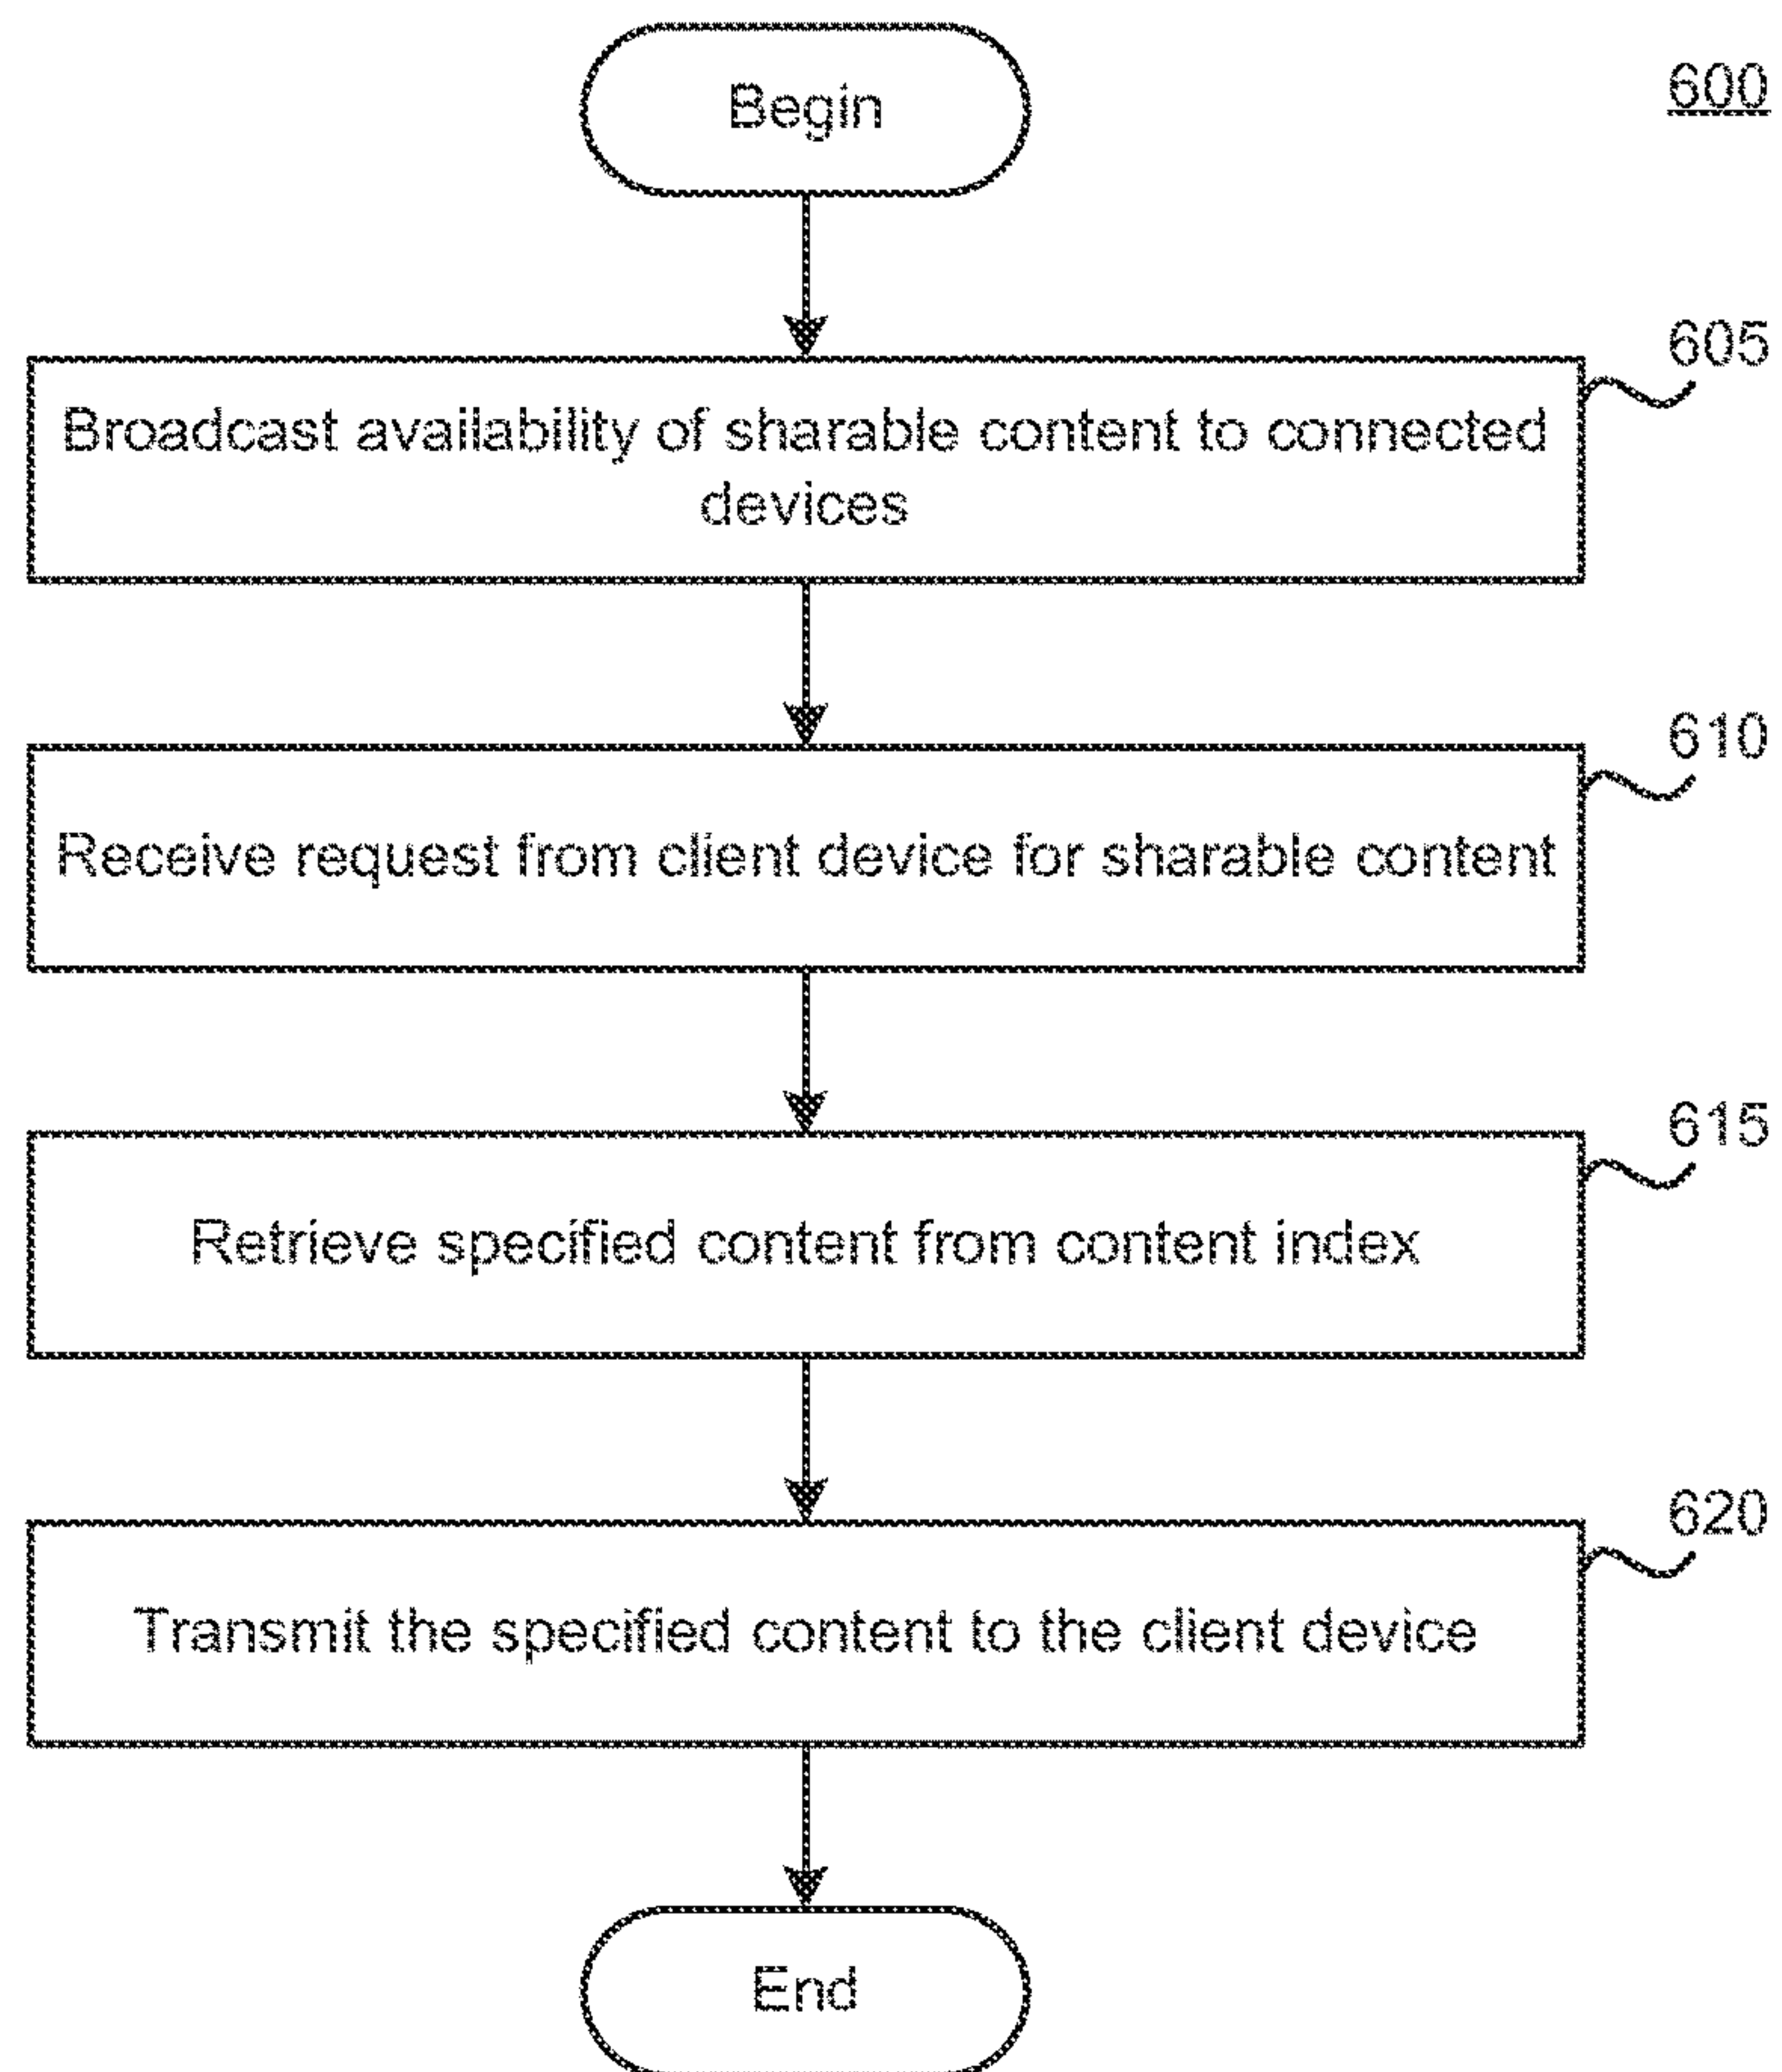 Begin
600
605
Broadcast availability of sharable content to connected
devices
610
Receive request from client device for sharable content
615
Retrieve specified content from content index
620
Transmit the specified content to the client device
End